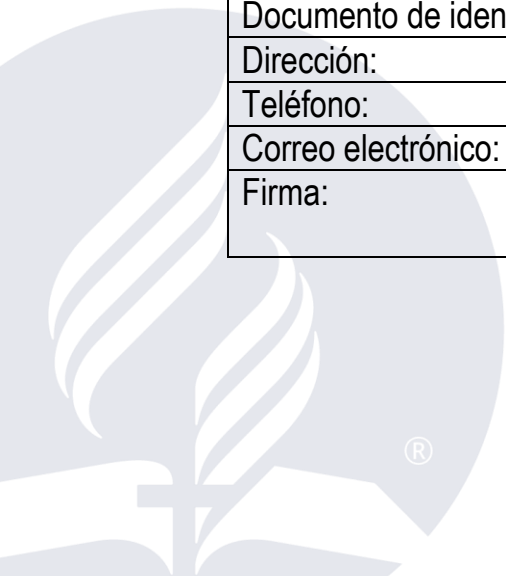 Documento de iden
Dirección:
Teléfono:
Correo electrónico:
Firma:
®